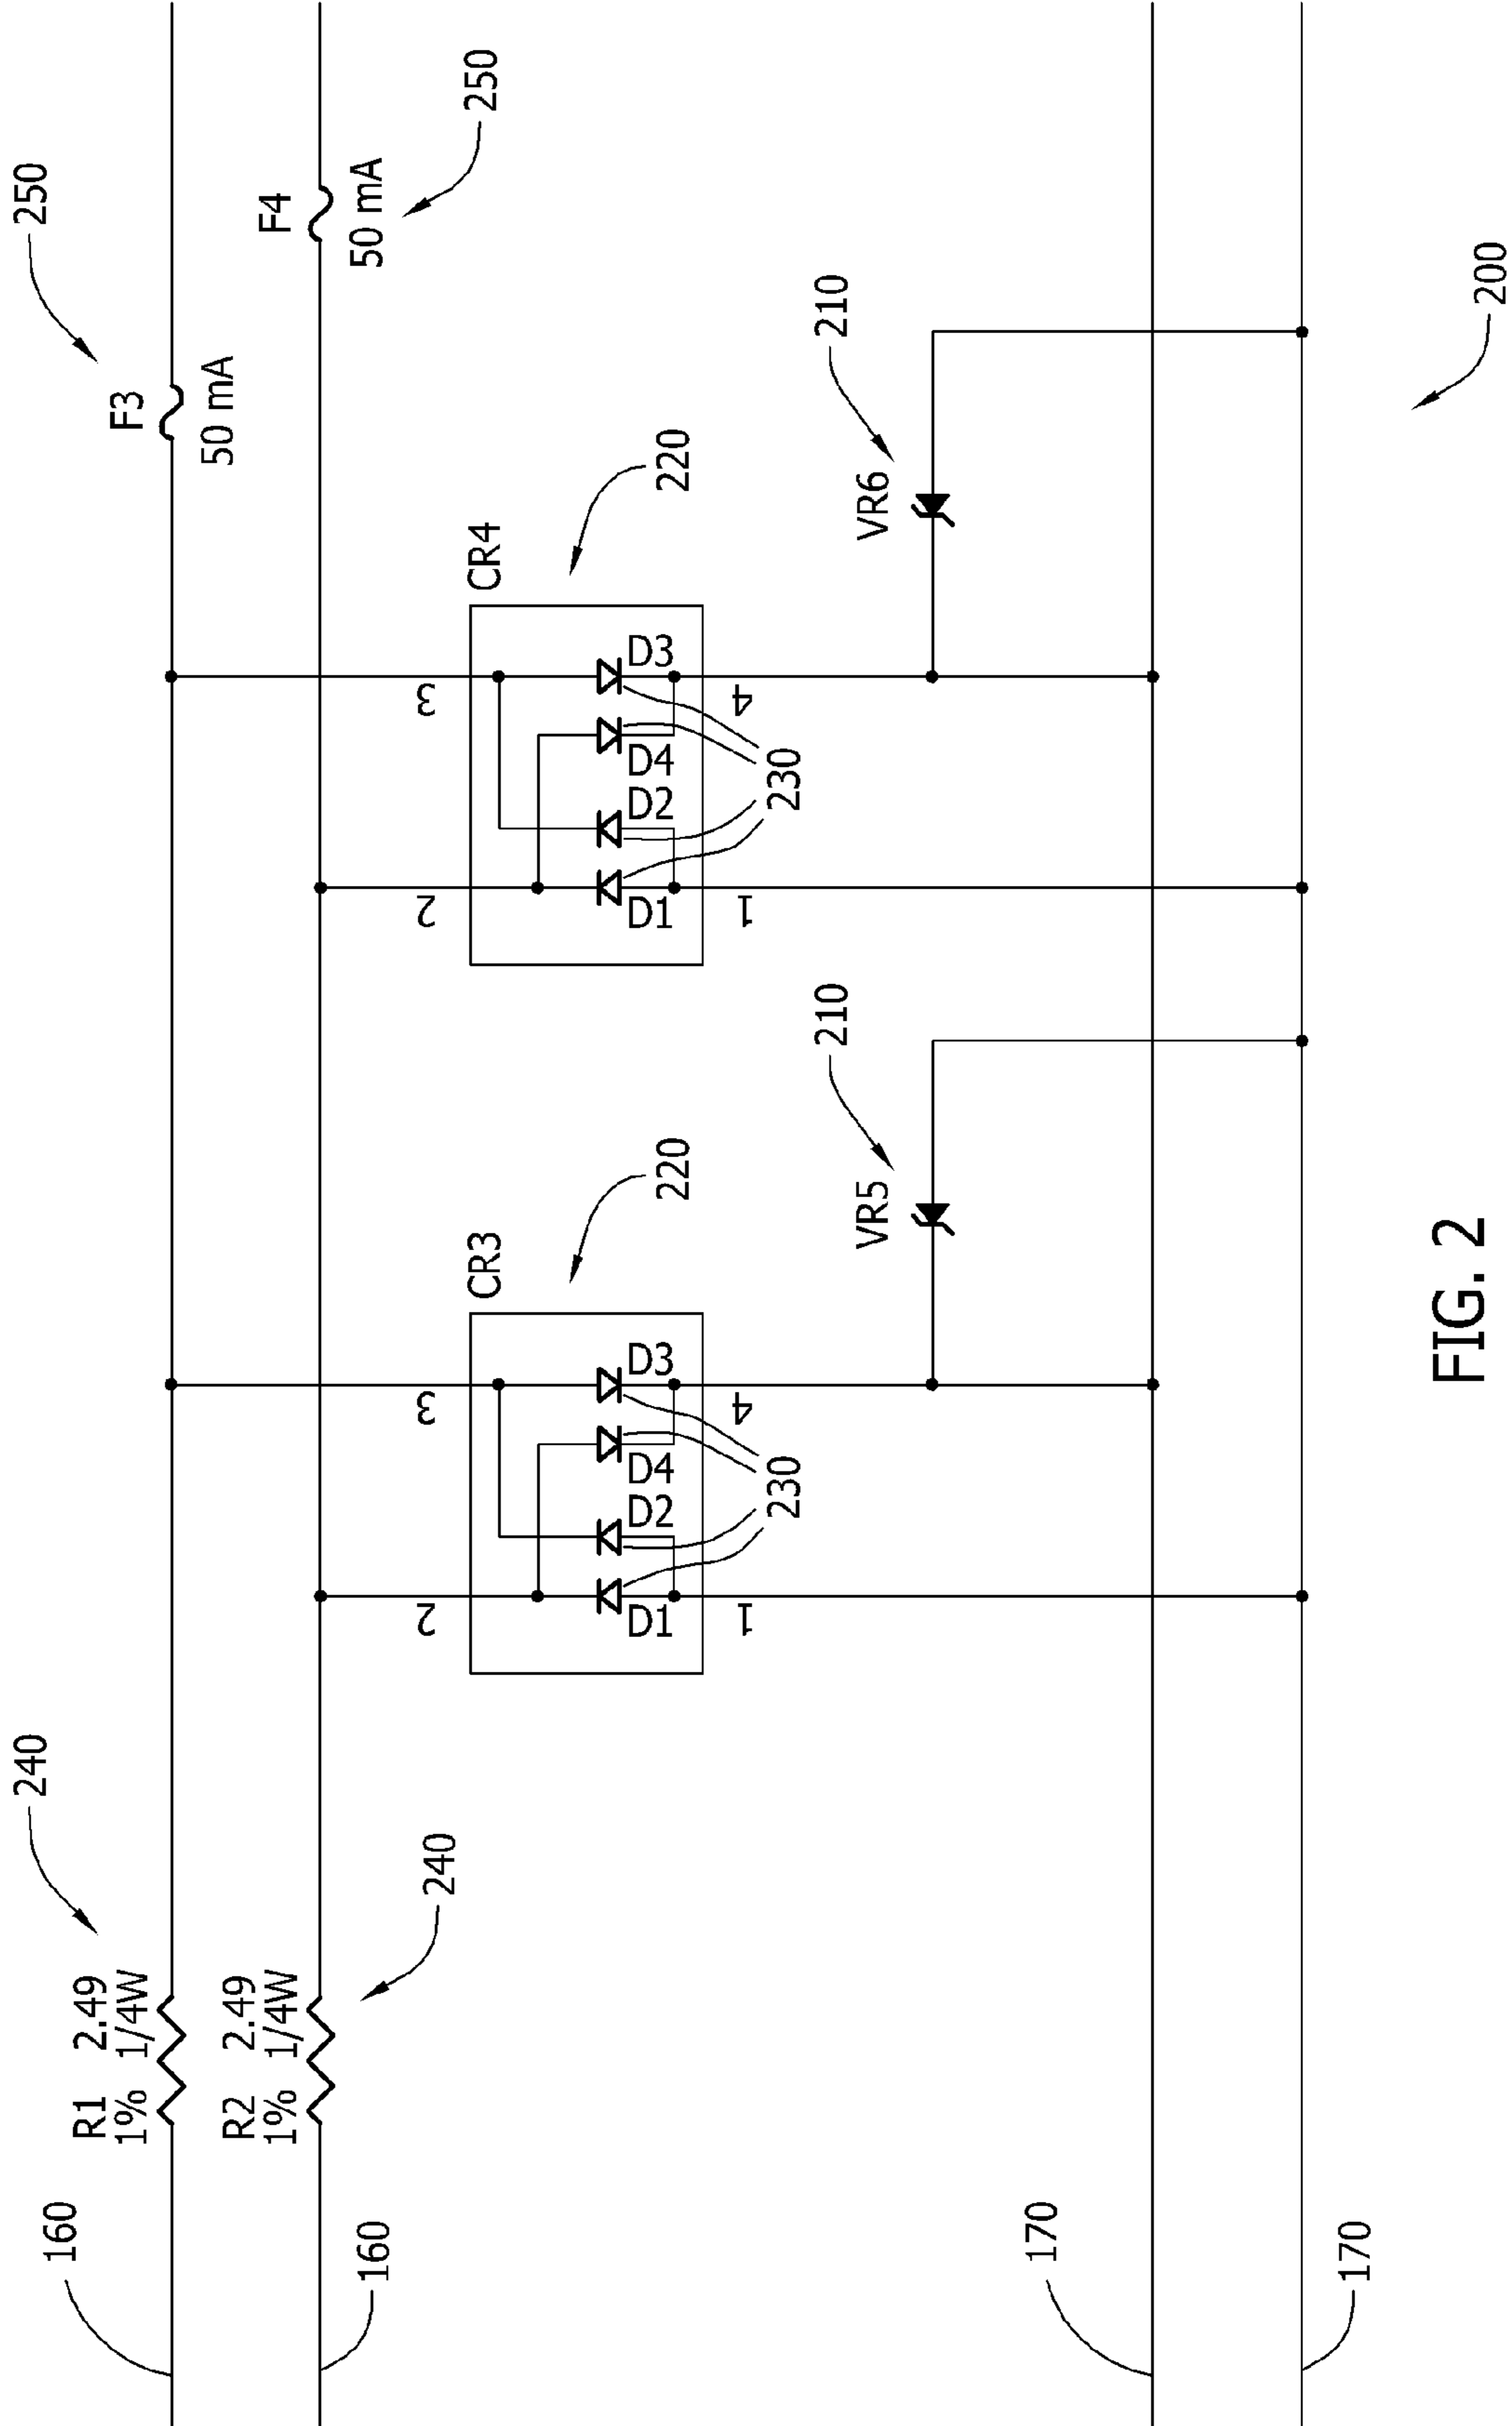 240
250
160
R1 2.49
1% 1/4W
F3
50 mA
R2 2.49
1% 1/4W
F4
50 mA
160
240
250
2
3
2
3
CR3
220
CR4
220
D1
D2
D4
D3
D1
D2
D4
D3
1
4
1
4
230
230
210
210
VR5
VR6
170
170
FIG. 2
200